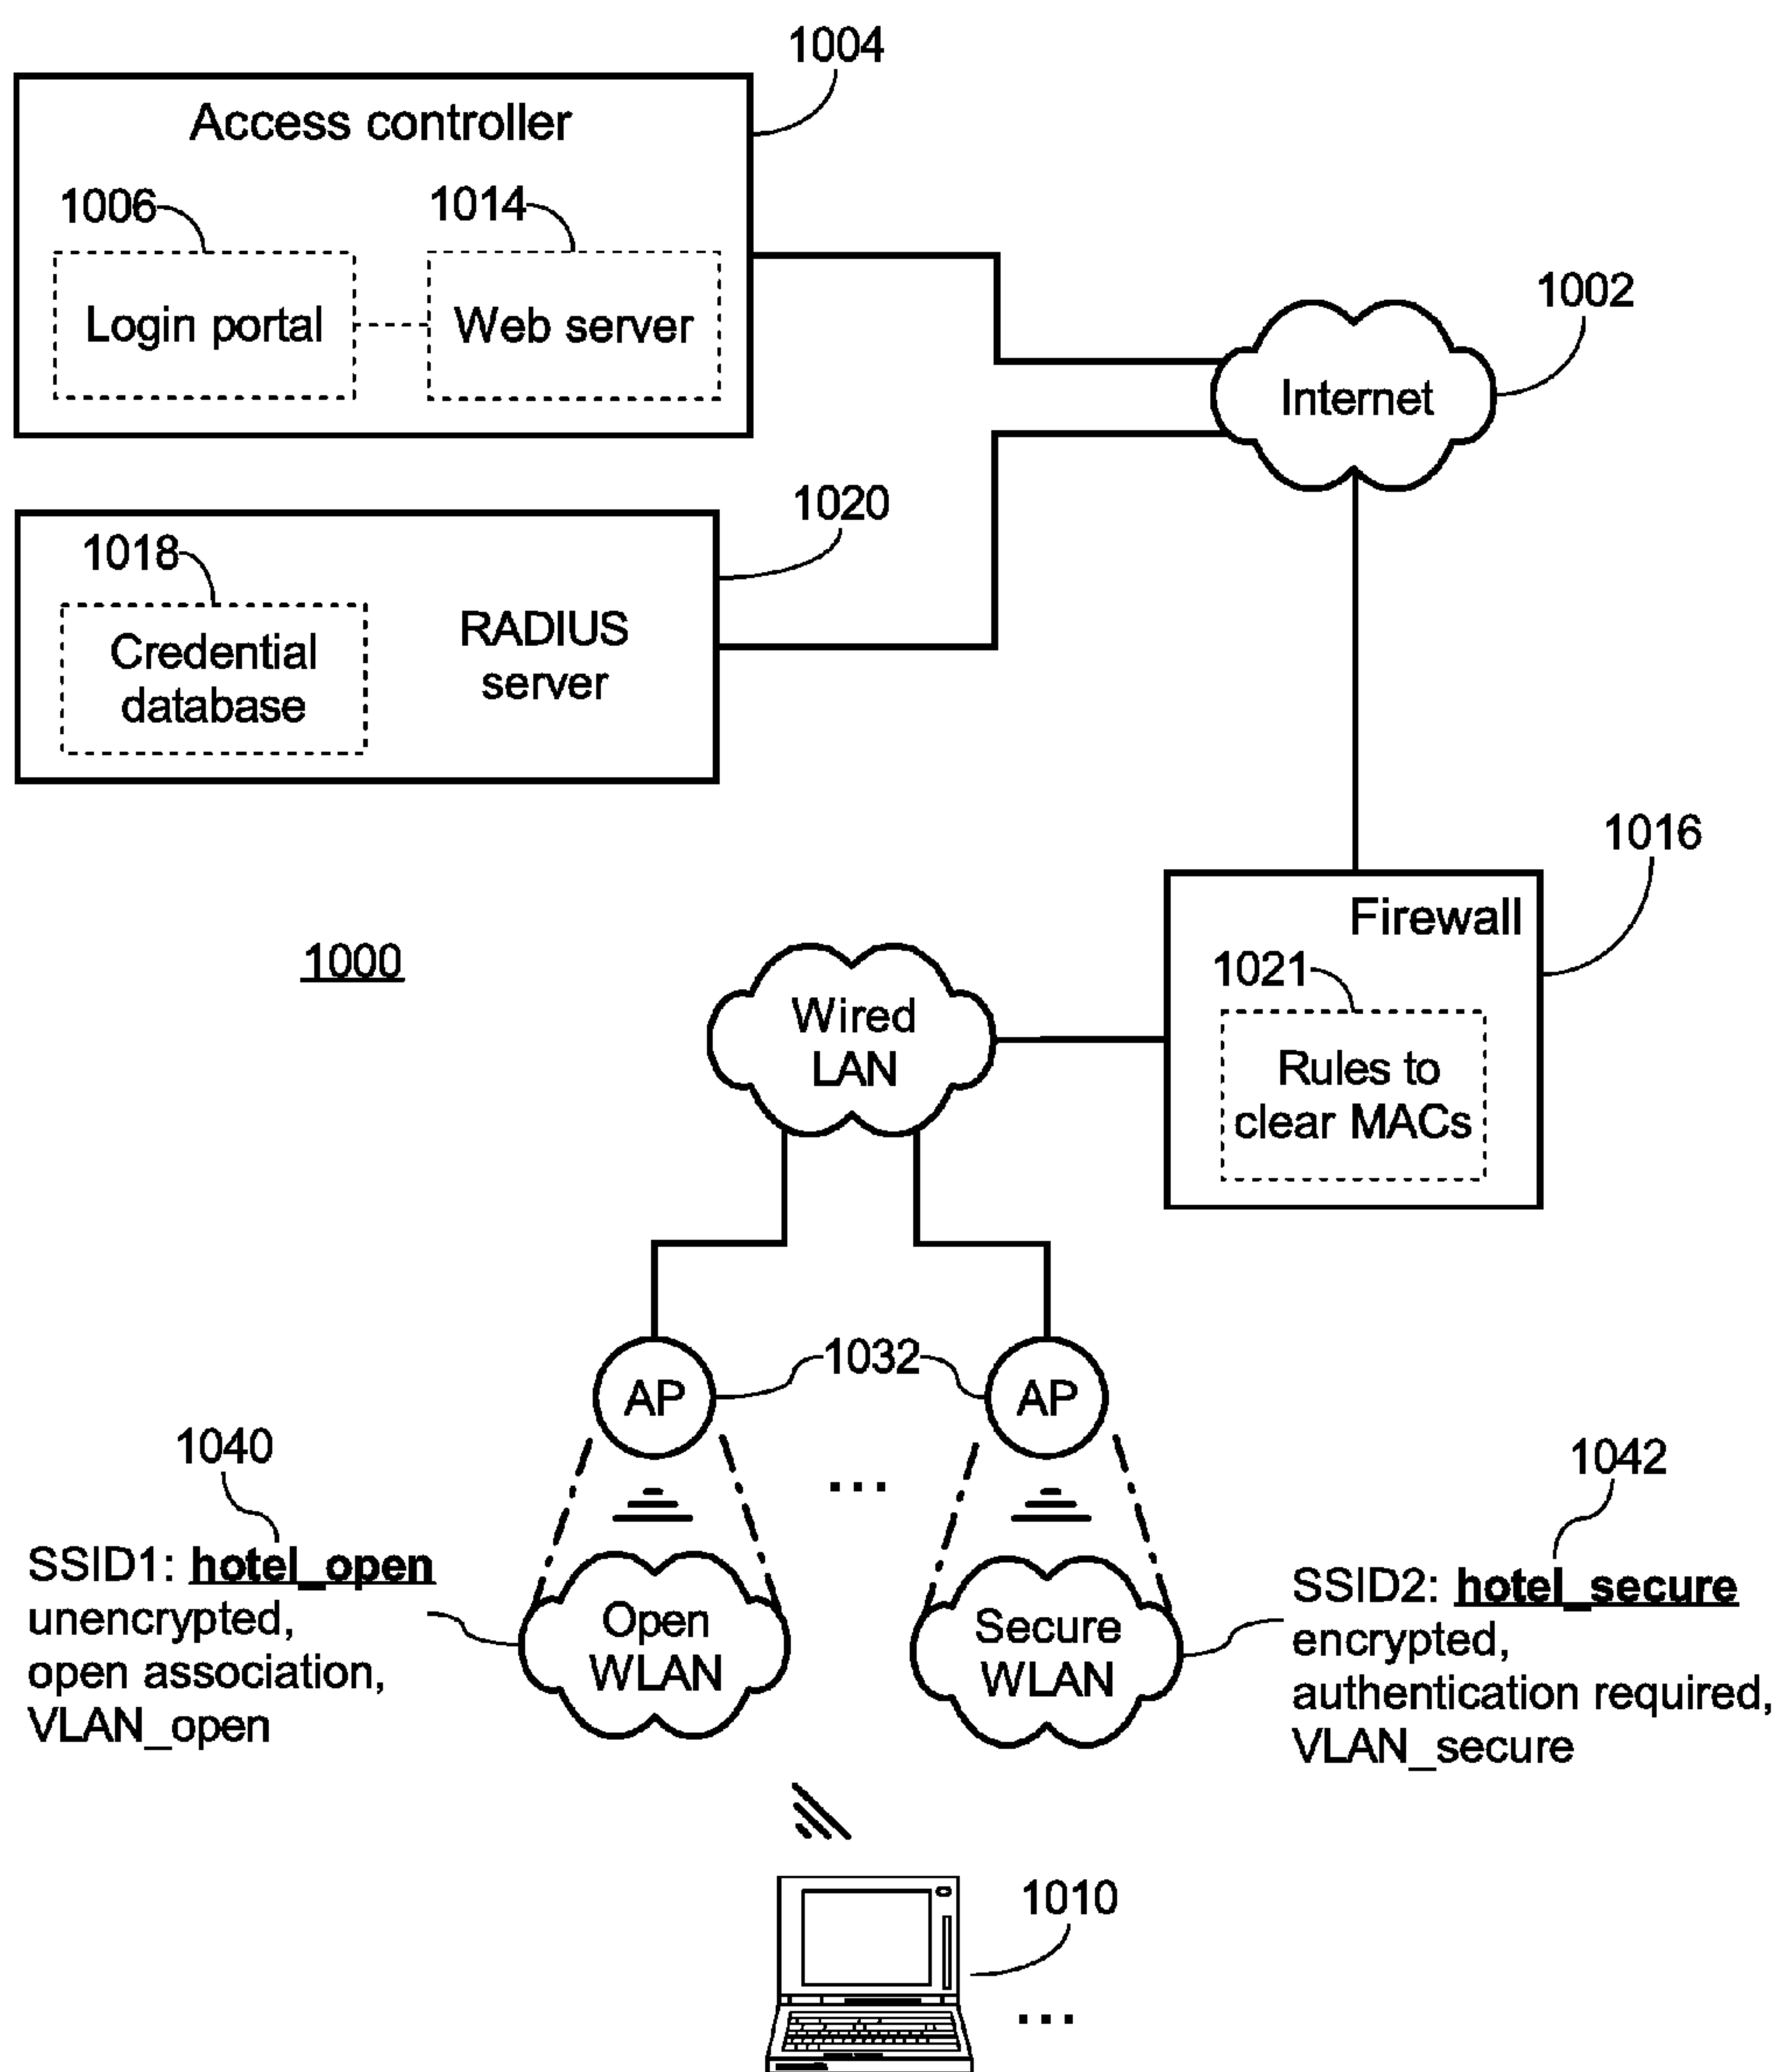 1004
Access controller
1006
1014
Login portal
Web server
1002
Internet
1020
1018
Credential
database
RADIUS
server
1016
Firewall
1021
Rules to
clear MACs
1000
Wired
LAN
1032
AP
AP
1040
SSID1: hotel_open
unencrypted,
open association,
VLAN_open
...
1042
SSID2: hotel_secure
encrypted,
authentication required,
VLAN_secure
Open
WLAN
Secure
WLAN
1010
...